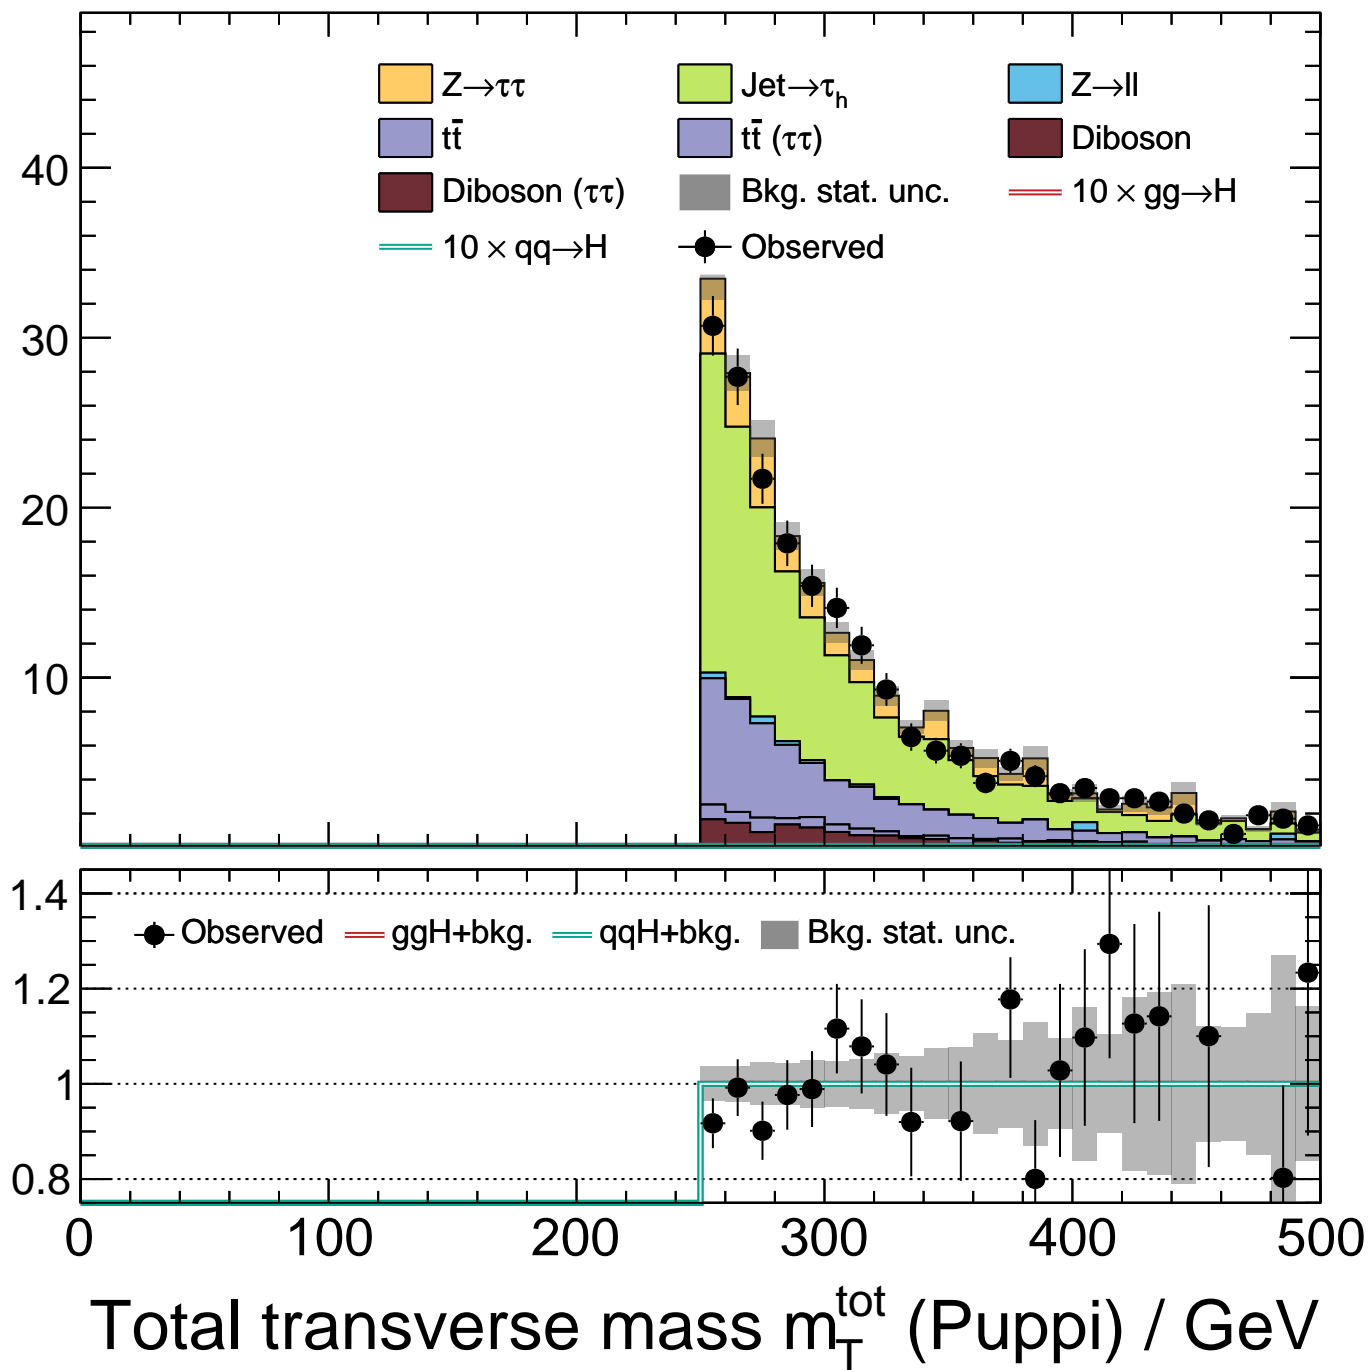 Z→ττ Jet→τh Z→ll
tt̄ tt̄ (ττ) Diboson
Diboson (ττ) Bkg. stat. unc. 10 × gg→H
10 × qq→H Observed
40
30
20
10
1.4
Observed ggH+bkg. qqH+bkg. Bkg. stat. unc.
1.2
1
0.8
0 100 200 300 400 500
Total transverse mass m_T^tot (Puppi) / GeV